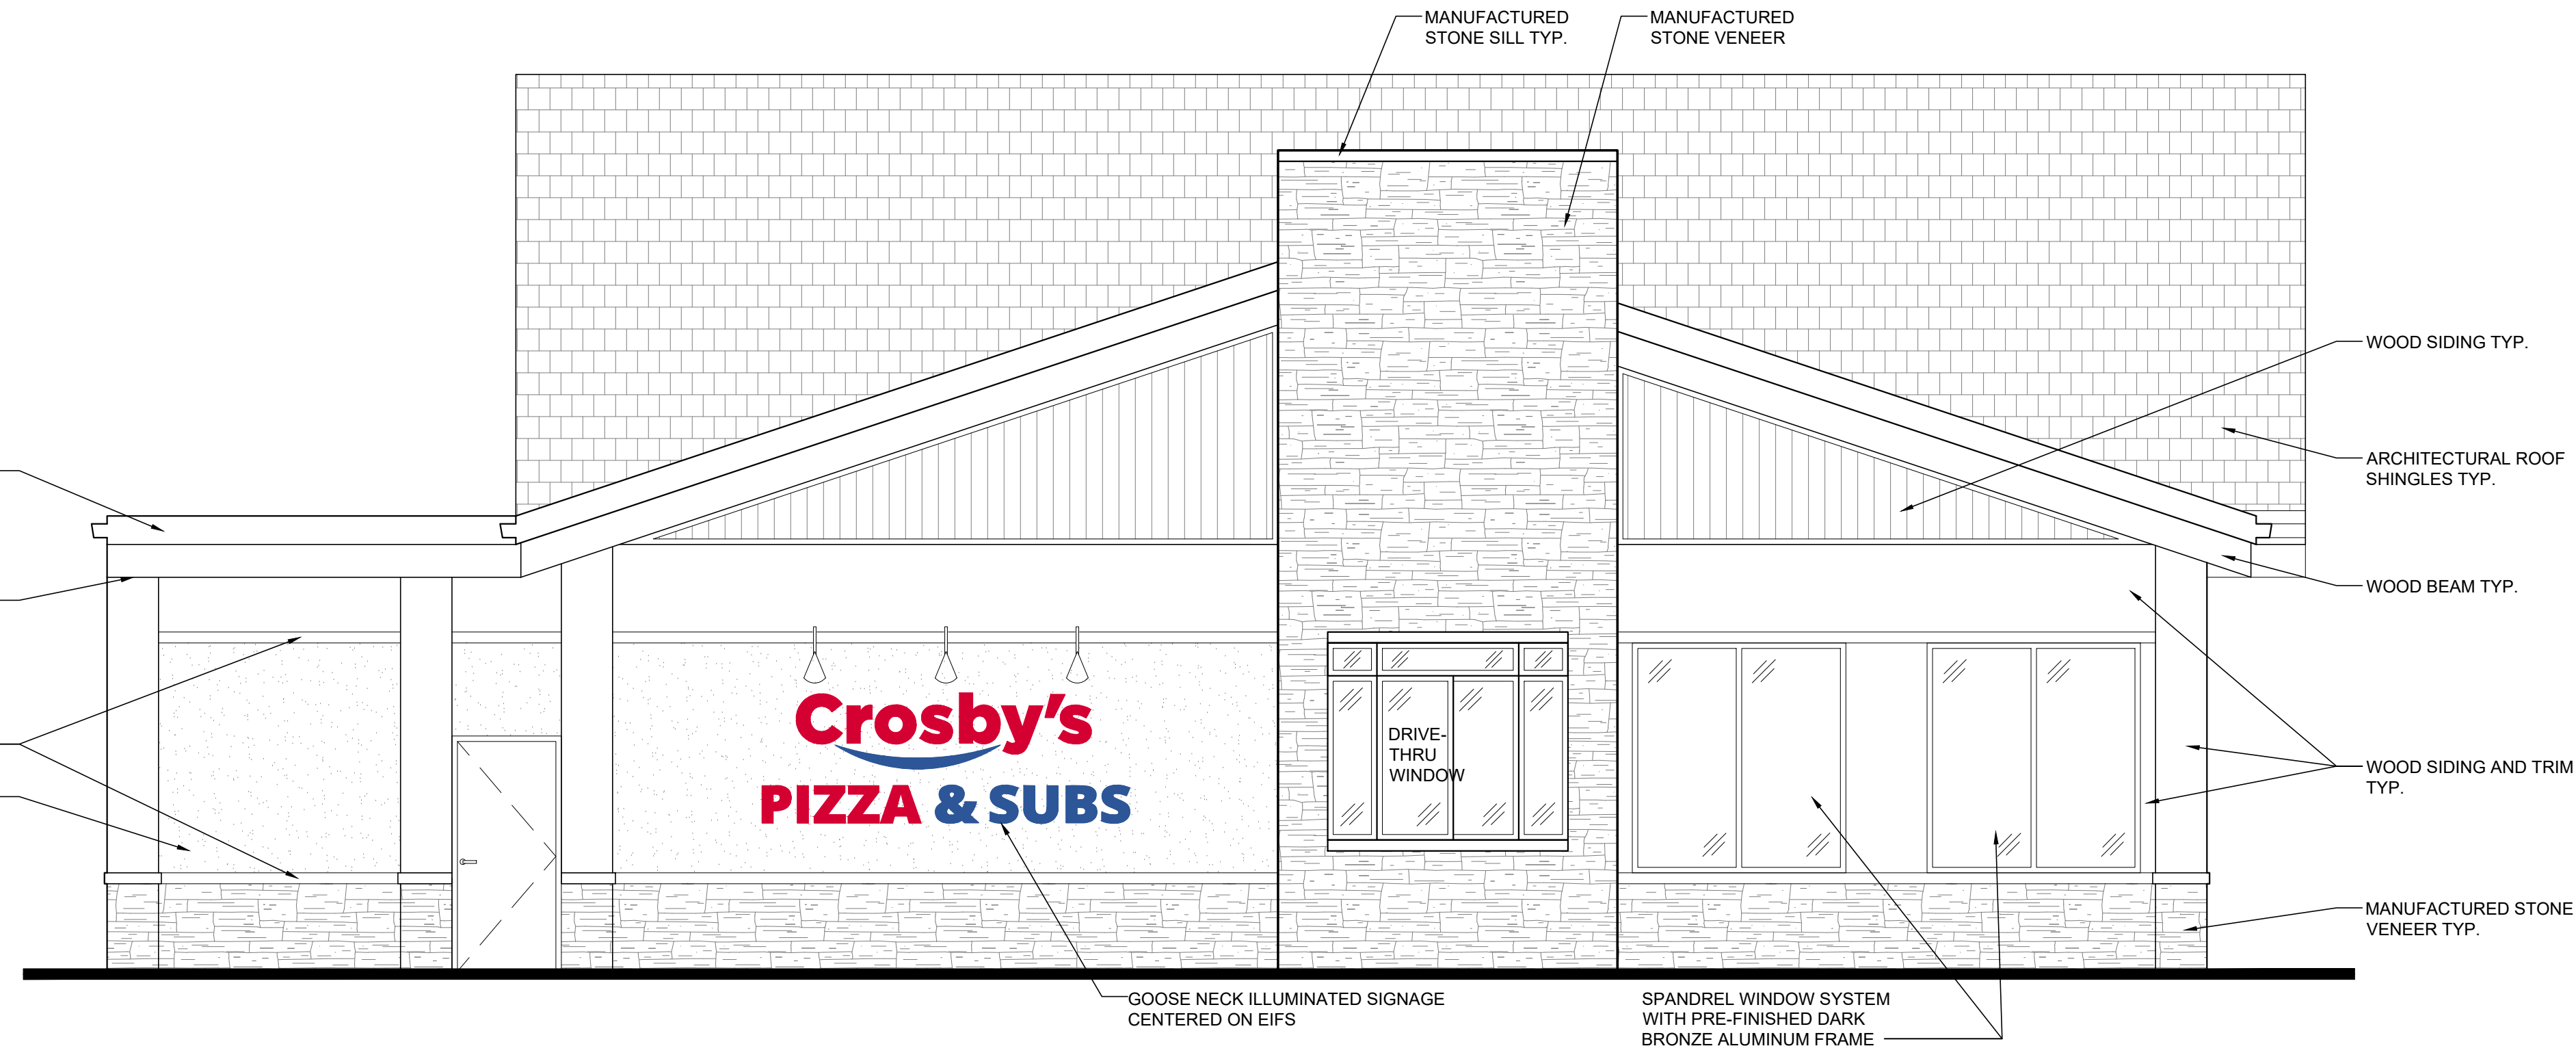 MANUFACTURED
STONE SILL TYP.
MANUFACTURED
STONE VENEER
WOOD SIDING TYP.
ARCHITECTURAL ROOF
SHINGLES TYP.
WOOD BEAM TYP.
Crosby's
PIZZA & SUBS
DRIVE-
THRU
WINDOW
WOOD SIDING AND TRIM
TYP.
MANUFACTURED STONE
VENEER TYP.
GOOSE NECK ILLUMINATED SIGNAGE
CENTERED ON EIFS
SPANDREL WINDOW SYSTEM
WITH PRE-FINISHED DARK
BRONZE ALUMINUM FRAME